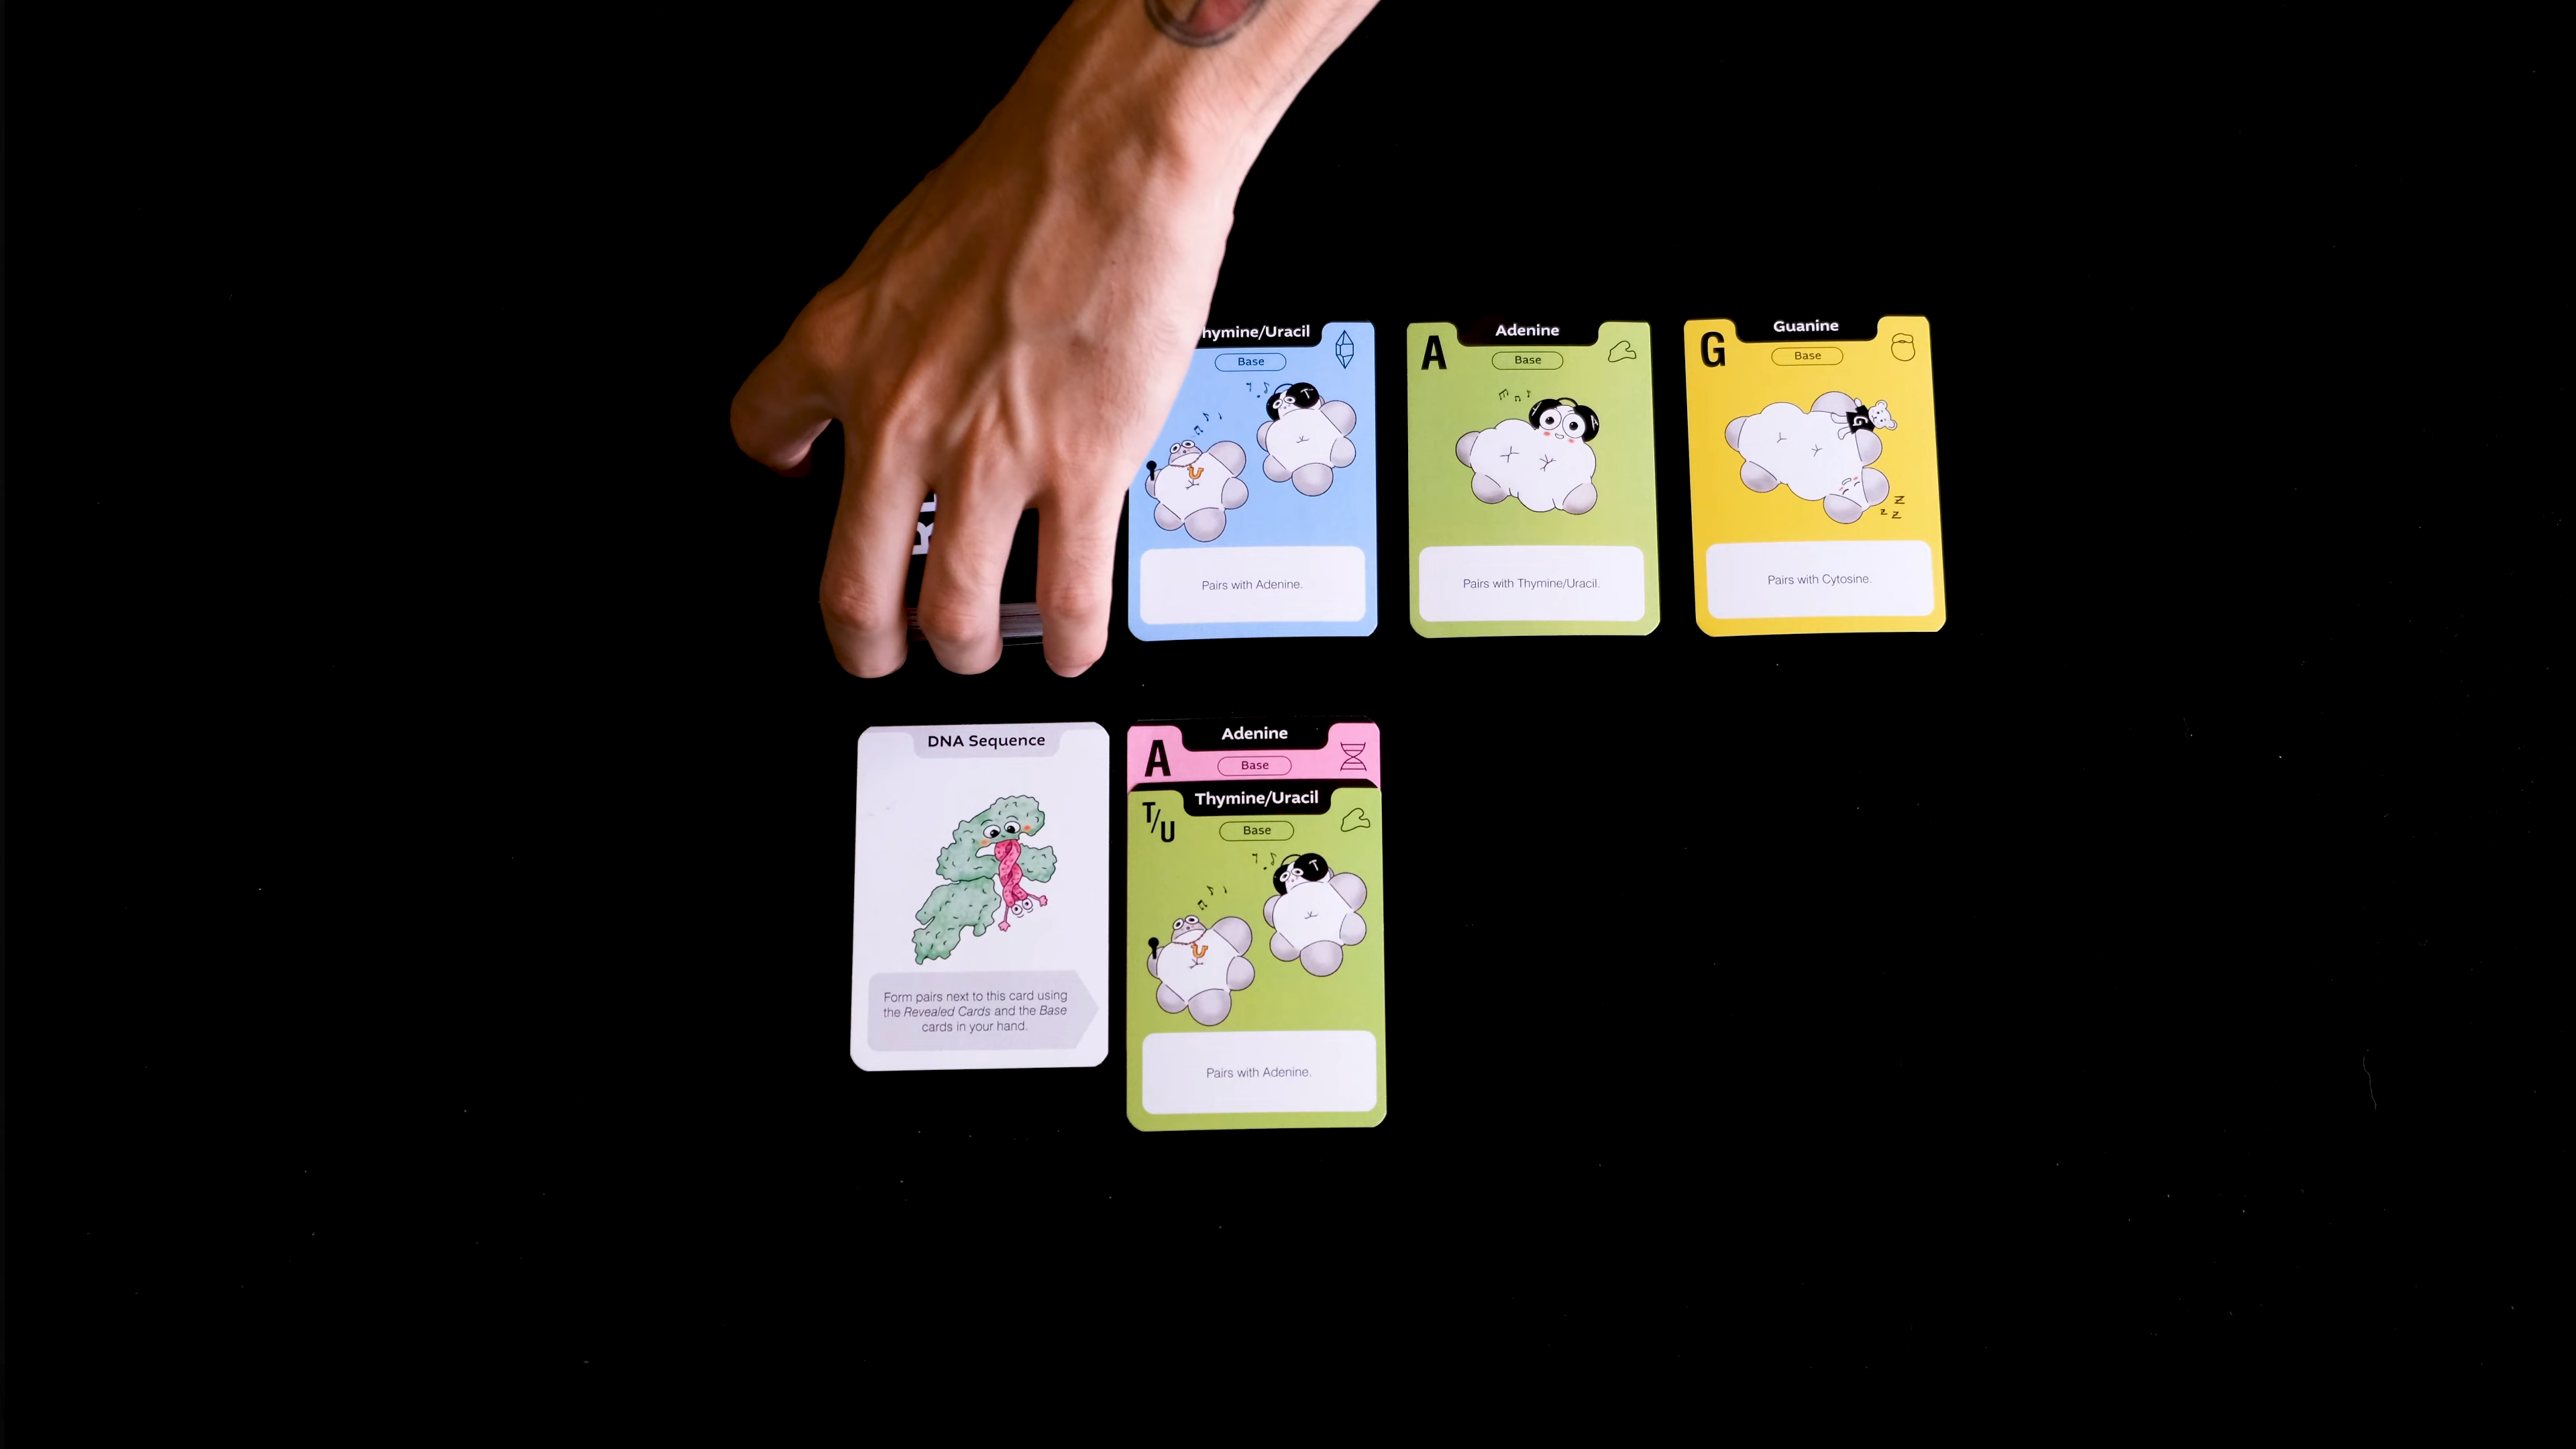 hymine/Uracil
Base
T
U
Pairs with Adenine.
A
Adenine
Base
A
Pairs with Thymine/Uracil.
G
Guanine
Base
G
z
z z
Pairs with Cytosine.
DNA Sequence
Form pairs next to this card using
the Revealed Cards and the Base
cards in your hand.
A
Adenine
Base
T/U
Thymine/Uracil
Base
T
U
Pairs with Adenine.